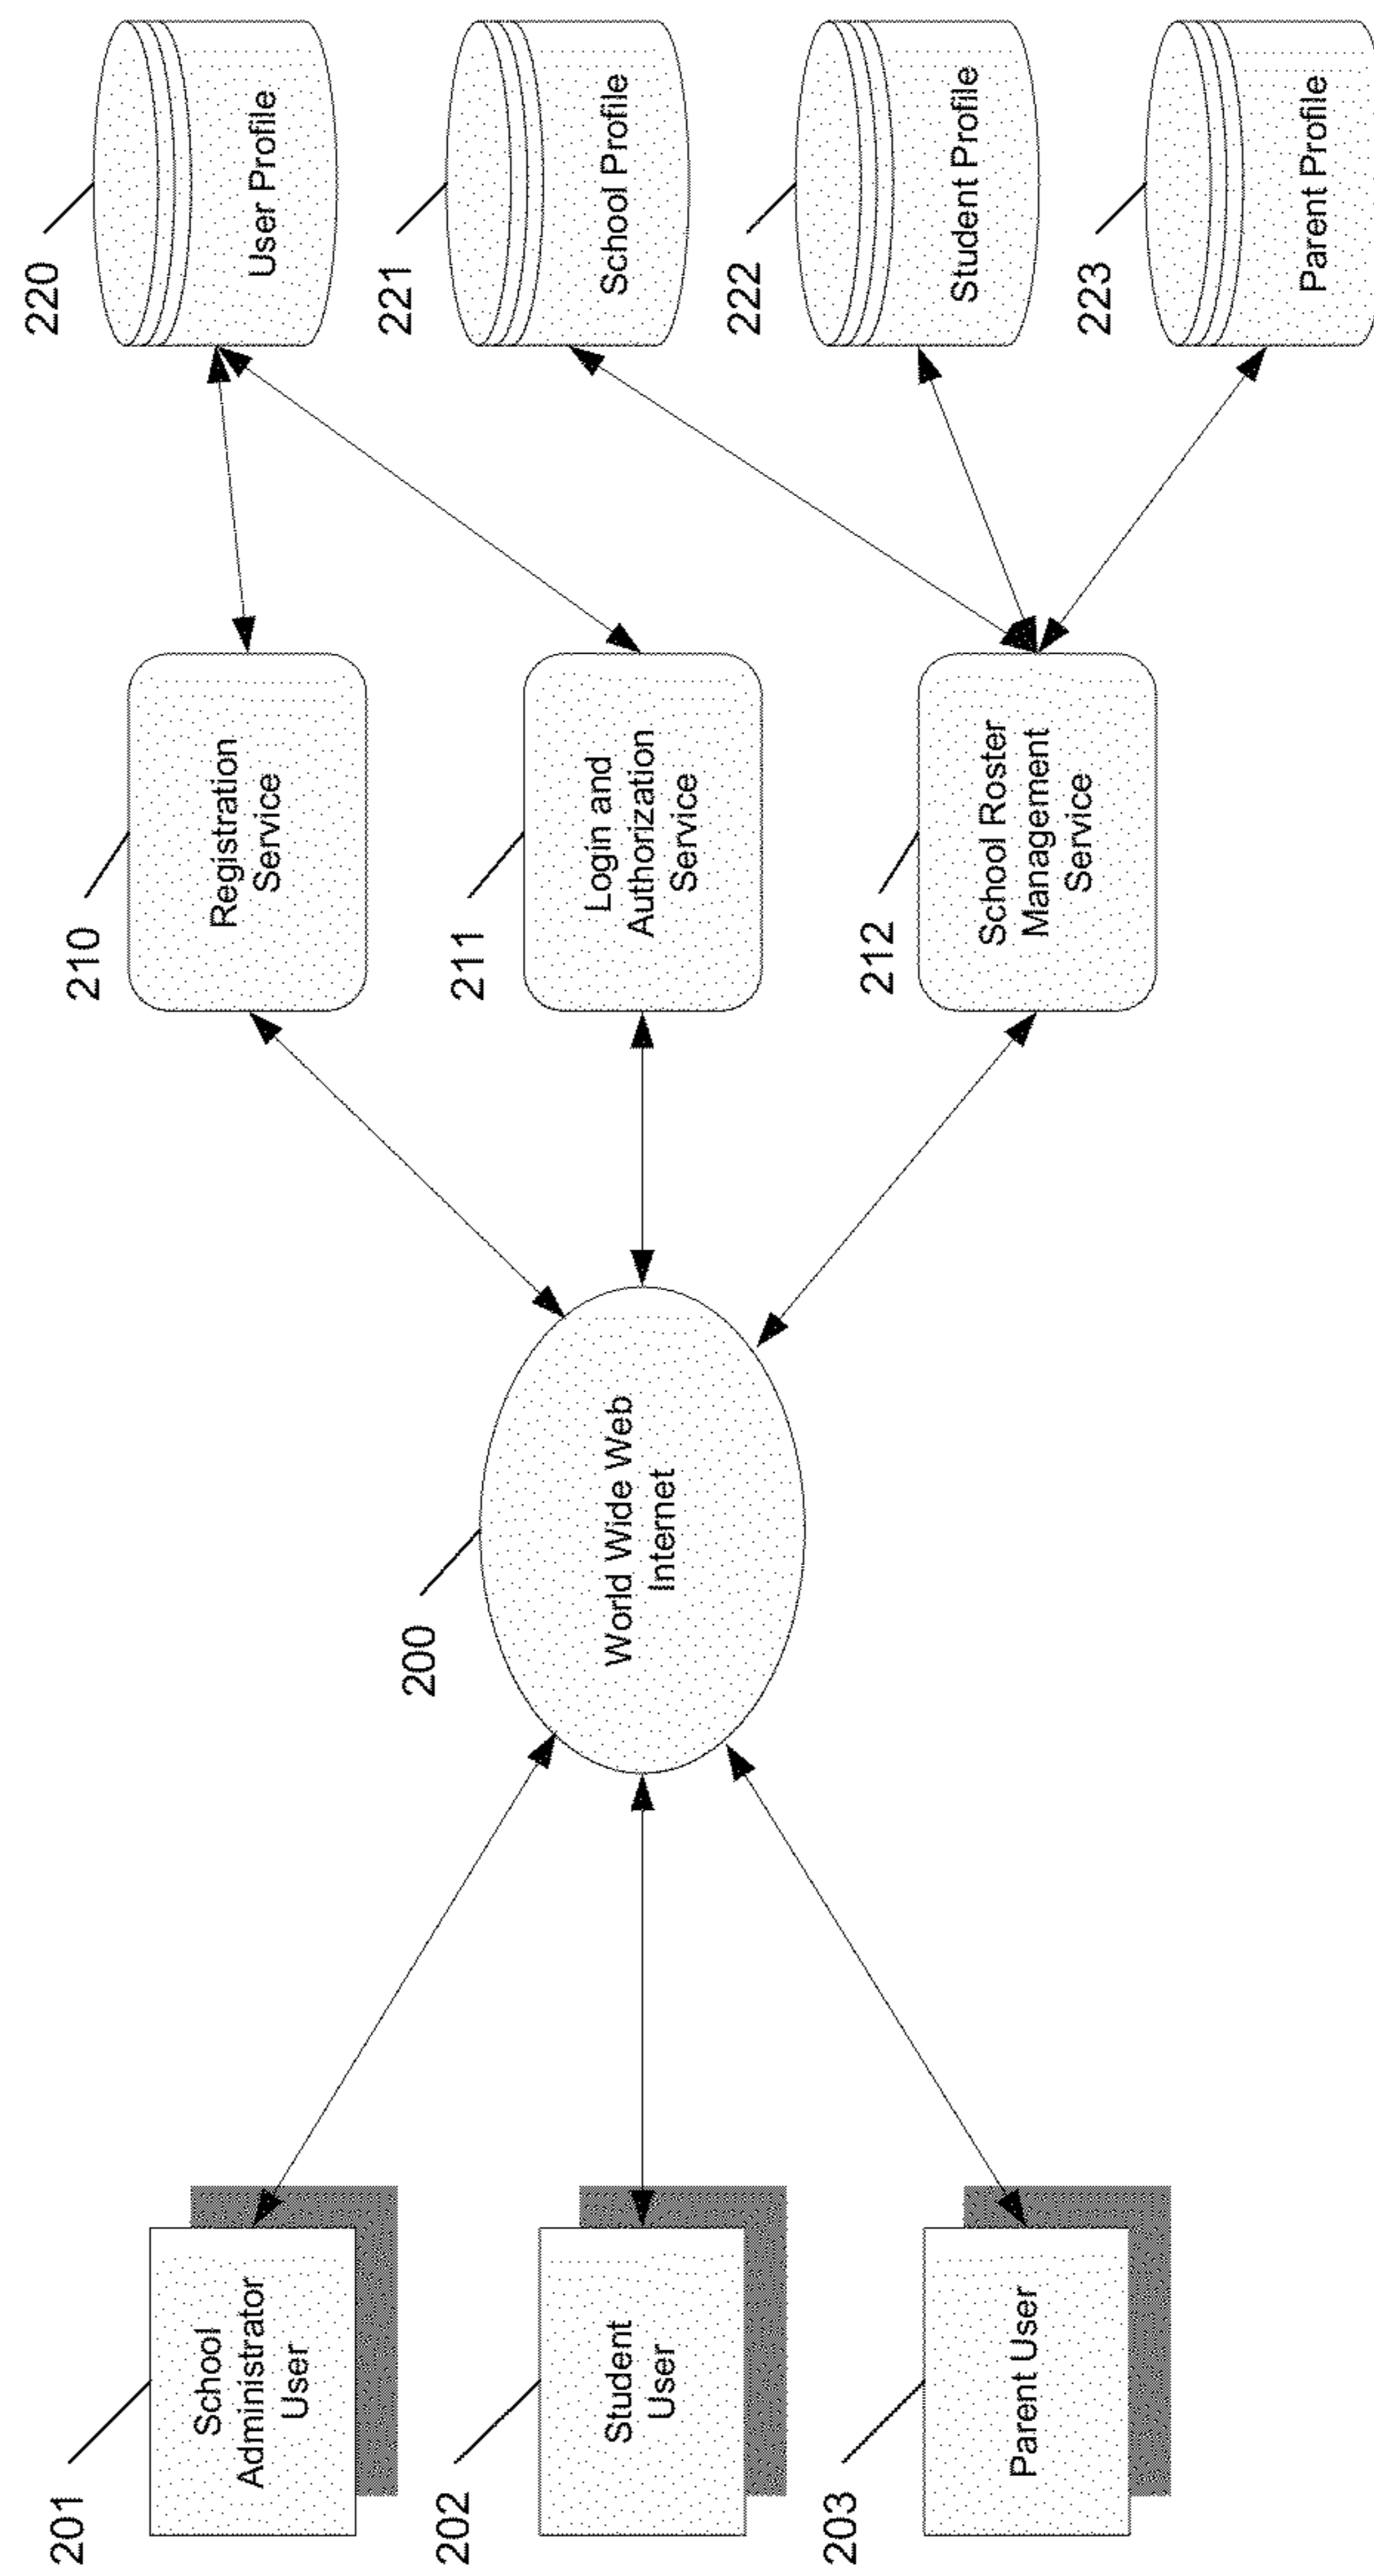 201
School
Administrator
User
202
Student
User
203
Parent User
200
World Wide Web
Internet
210
Registration
Service
211
Login and
Authorization
Service
212
School Roster
Management
Service
220
User Profile
221
School Profile
222
Student Profile
223
Parent Profile